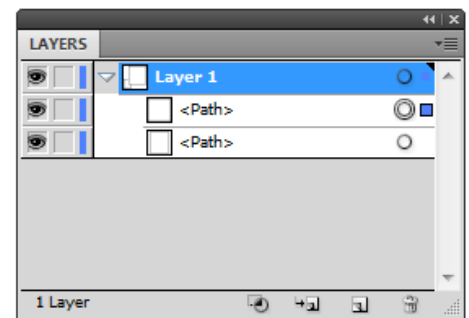 LAYERS
Layer 1
<Path>
<Path>
1 Layer